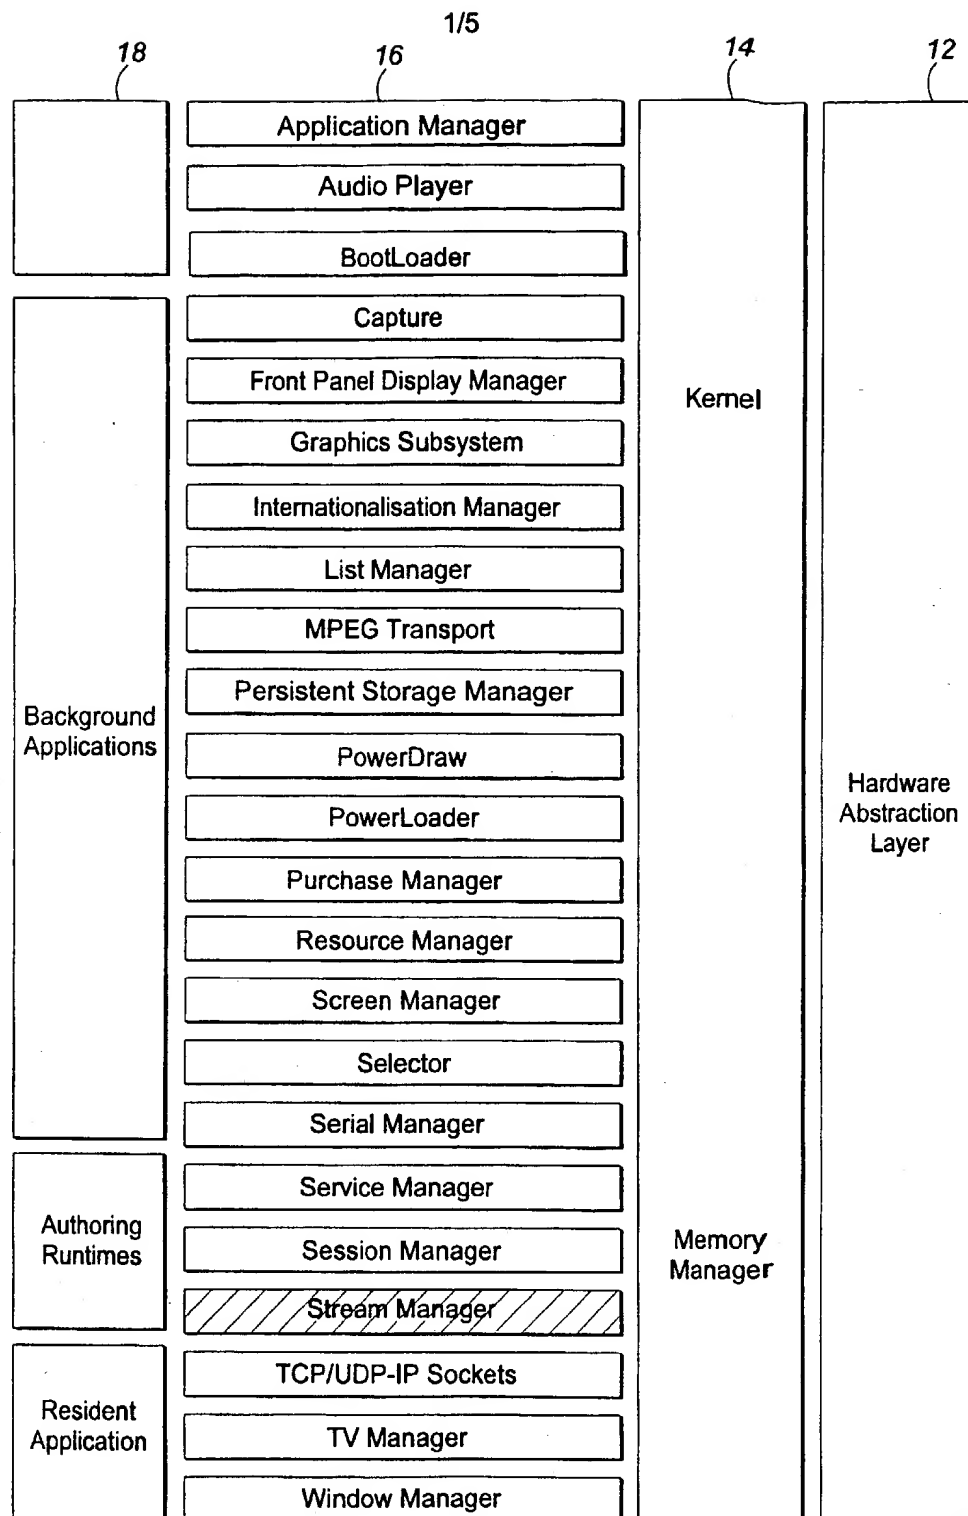 1/5
18
16
14
12
Application Manager
Audio Player
BootLoader
Capture
Front Panel Display Manager
Graphics Subsystem
Internationalisation Manager
List Manager
MPEG Transport
Persistent Storage Manager
PowerDraw
PowerLoader
Purchase Manager
Resource Manager
Screen Manager
Selector
Serial Manager
Service Manager
Session Manager
Stream Manager
TCP/UDP-IP Sockets
TV Manager
Window Manager
Background
Applications
Authoring
Runtimes
Resident
Application
Kernel
Memory
Manager
Hardware
Abstraction
Layer